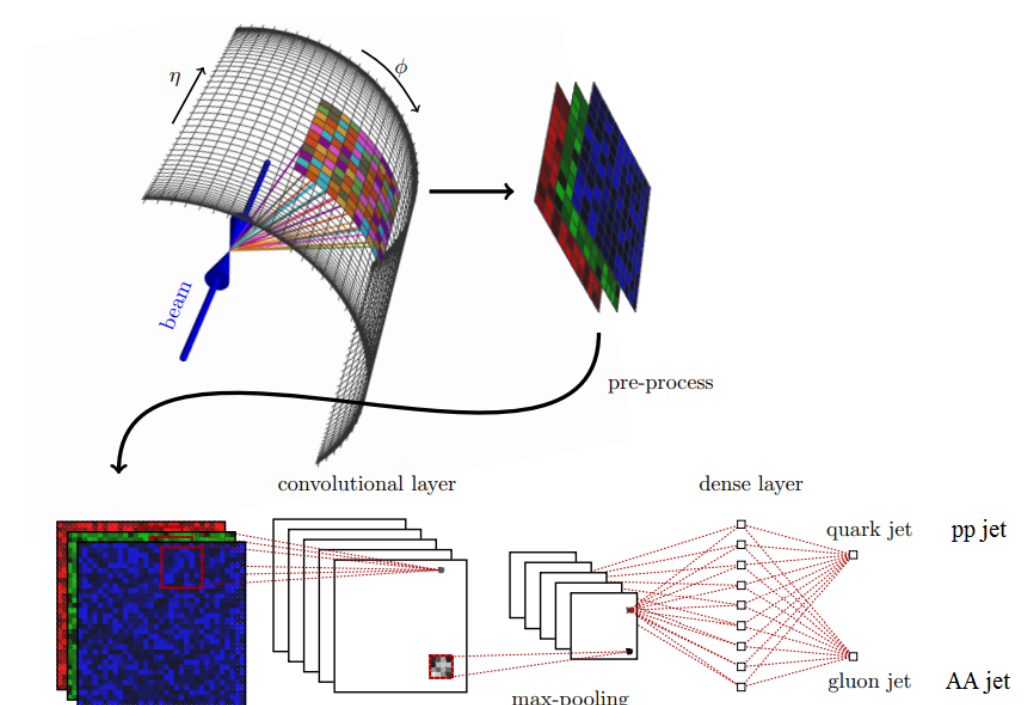 η
ϕ
beam
pre-process
convolutional layer
dense layer
quark jet
pp jet
gluon jet
AA jet
max-pooling